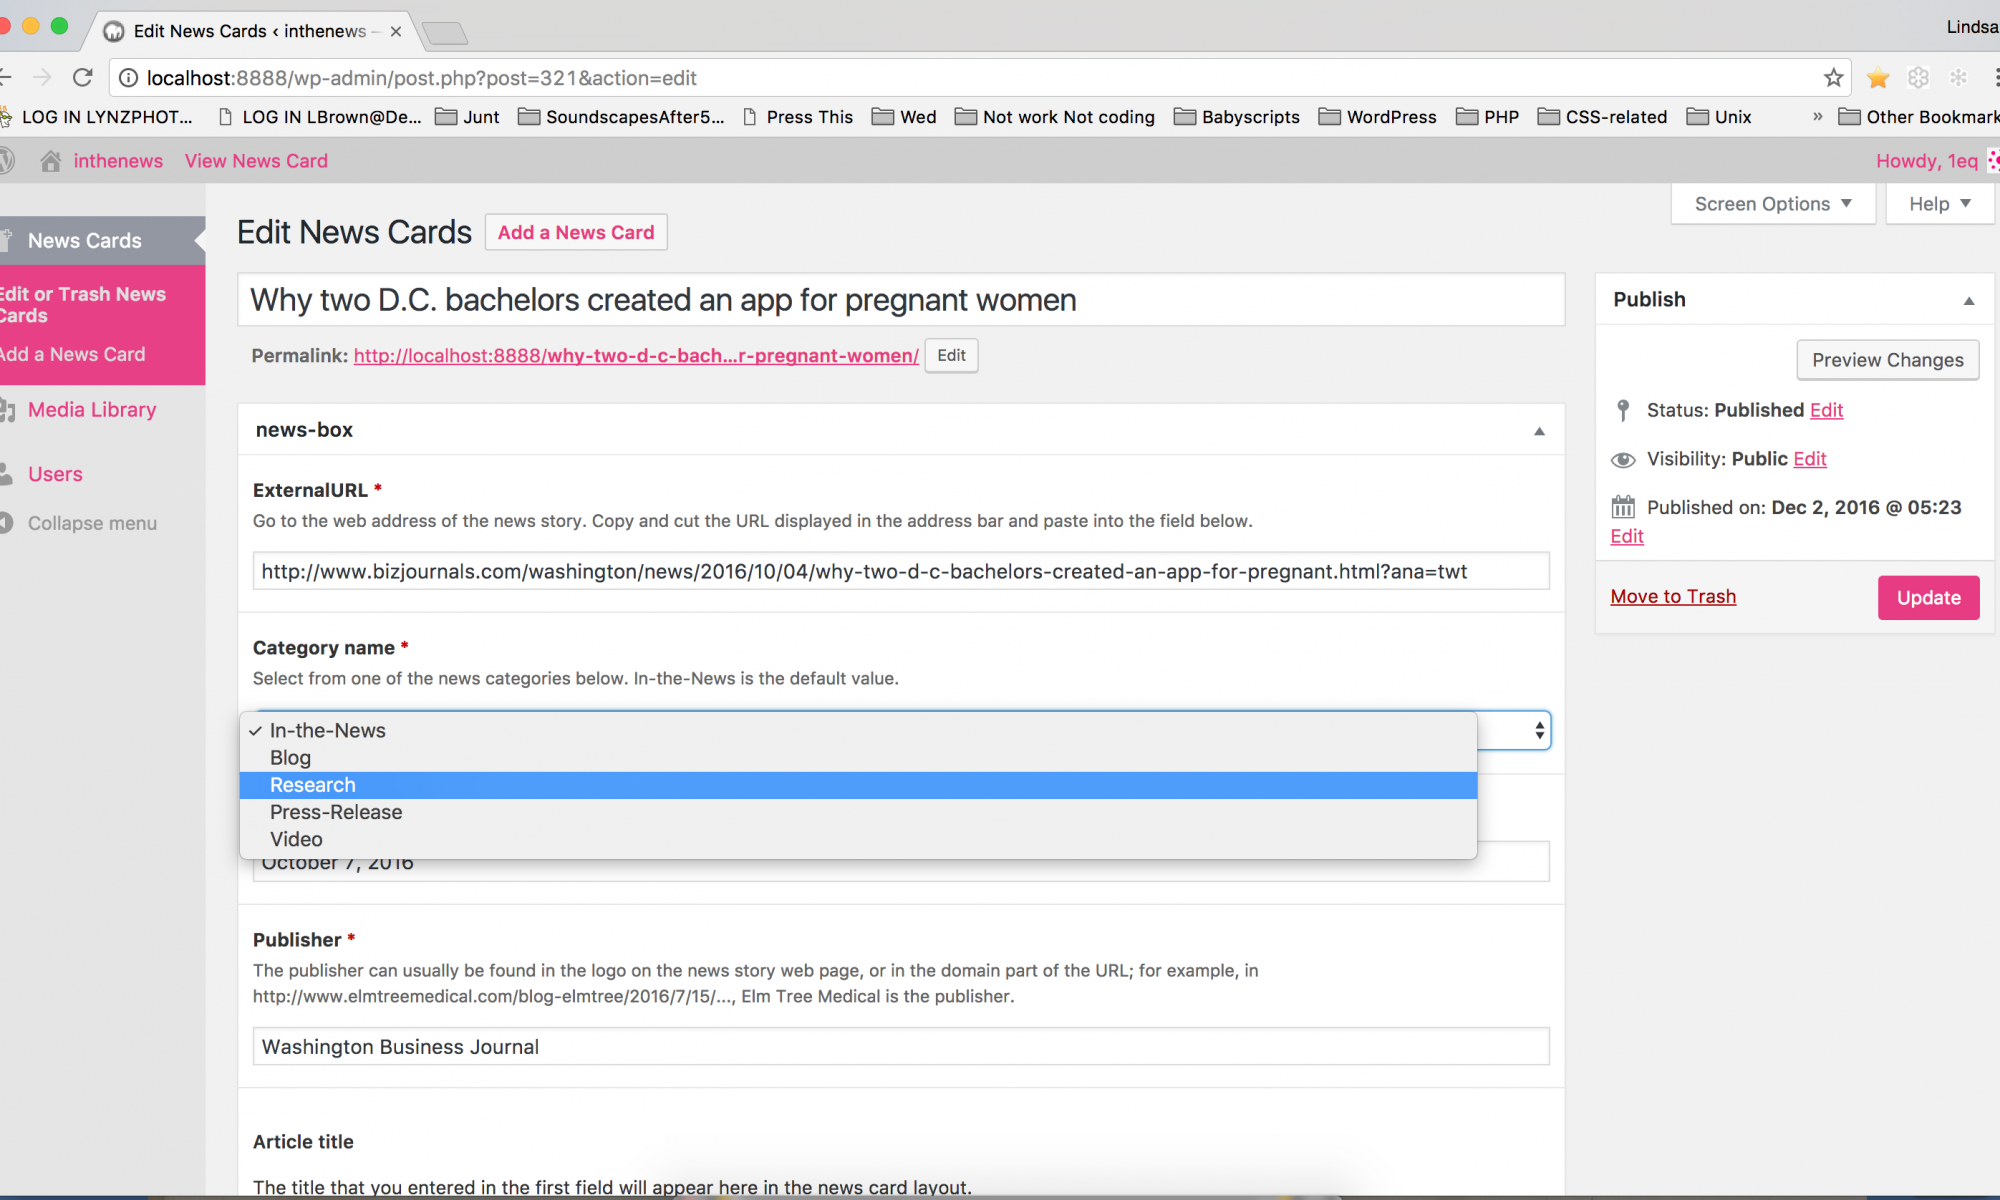 Edit News Cards ‹ inthenews –
Lindsa
localhost:8888/wp-admin/post.php?post=321&action=edit
LOG IN LYNZPHOT... LOG IN LBrown@De... Junt SoundscapesAfter5... Press This Wed Not work Not coding Babyscripts WordPress PHP CSS-related Unix » Other Bookmark
inthenews View News Card Howdy, 1eq
Screen Options Help
News Cards
Edit or Trash News
Cards
Add a News Card
Media Library
Users
Collapse menu
Edit News Cards Add a News Card
Why two D.C. bachelors created an app for pregnant women
Permalink: http://localhost:8888/why-two-d-c-bach...r-pregnant-women/ Edit
news-box
ExternalURL *
Go to the web address of the news story. Copy and cut the URL displayed in the address bar and paste into the field below.
http://www.bizjournals.com/washington/news/2016/10/04/why-two-d-c-bachelors-created-an-app-for-pregnant.html?ana=twt
Category name *
Select from one of the news categories below. In-the-News is the default value.
✓ In-the-News
Blog
Research
Press-Release
Video
October 7, 2016
Publisher *
The publisher can usually be found in the logo on the news story web page, or in the domain part of the URL; for example, in
http://www.elmtreemedical.com/blog-elmtree/2016/7/15/..., Elm Tree Medical is the publisher.
Washington Business Journal
Article title
The title that you entered in the first field will appear here in the news card layout.
Publish
Preview Changes
Status: Published Edit
Visibility: Public Edit
Published on: Dec 2, 2016 @ 05:23
Edit
Move to Trash Update